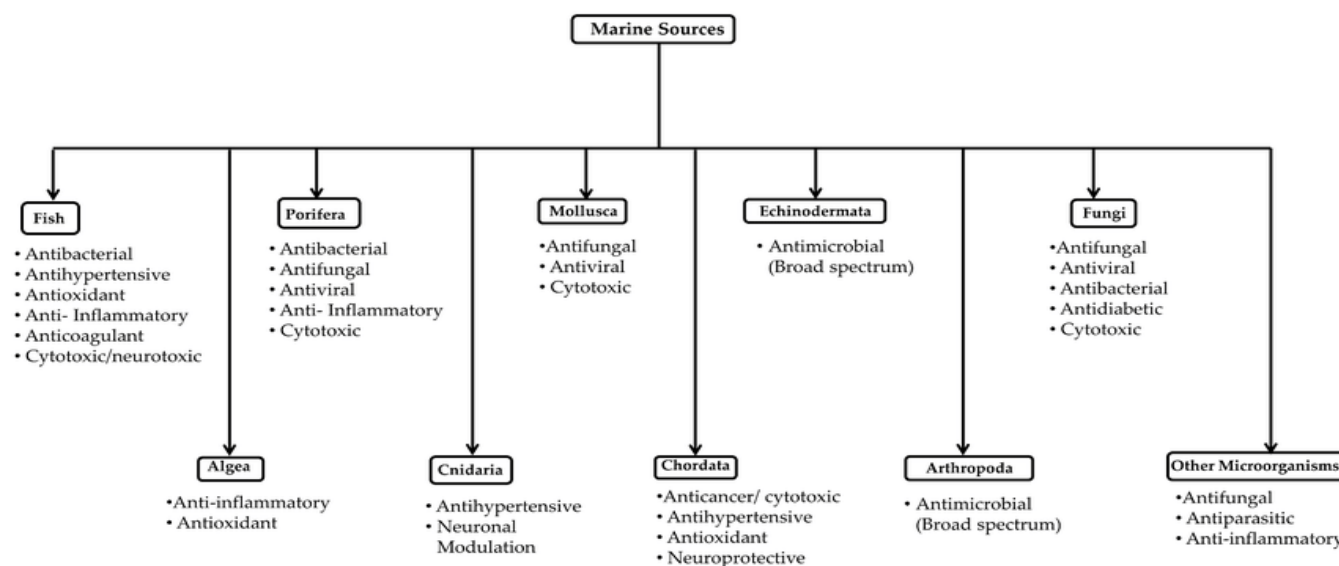 Marine Sources
Fish
• Antibacterial
• Antihypertensive
• Antioxidant
• Anti- Inflammatory
• Anticoagulant
• Cytotoxic/neurotoxic
Porifera
• Antibacterial
• Antifungal
• Antiviral
• Anti- Inflammatory
• Cytotoxic
Mollusca
•Antifungal
• Antiviral
• Cytotoxic
Echinodermata
• Antimicrobial
(Broad spectrum)
Fungi
•Antifungal
• Antiviral
• Antibacterial
• Antidiabetic
• Cytotoxic
Algea
•Anti-inflammatory
• Antioxidant
Cnidaria
• Antihypertensive
• Neuronal
Modulation
Chordata
•Anticancer/ cytotoxic
• Antihypertensive
• Antioxidant
• Neuroprotective
Arthropoda
• Antimicrobial
(Broad spectrum)
Other Microorganisms
• Antifungal
• Antiparasitic
• Anti-inflammatory